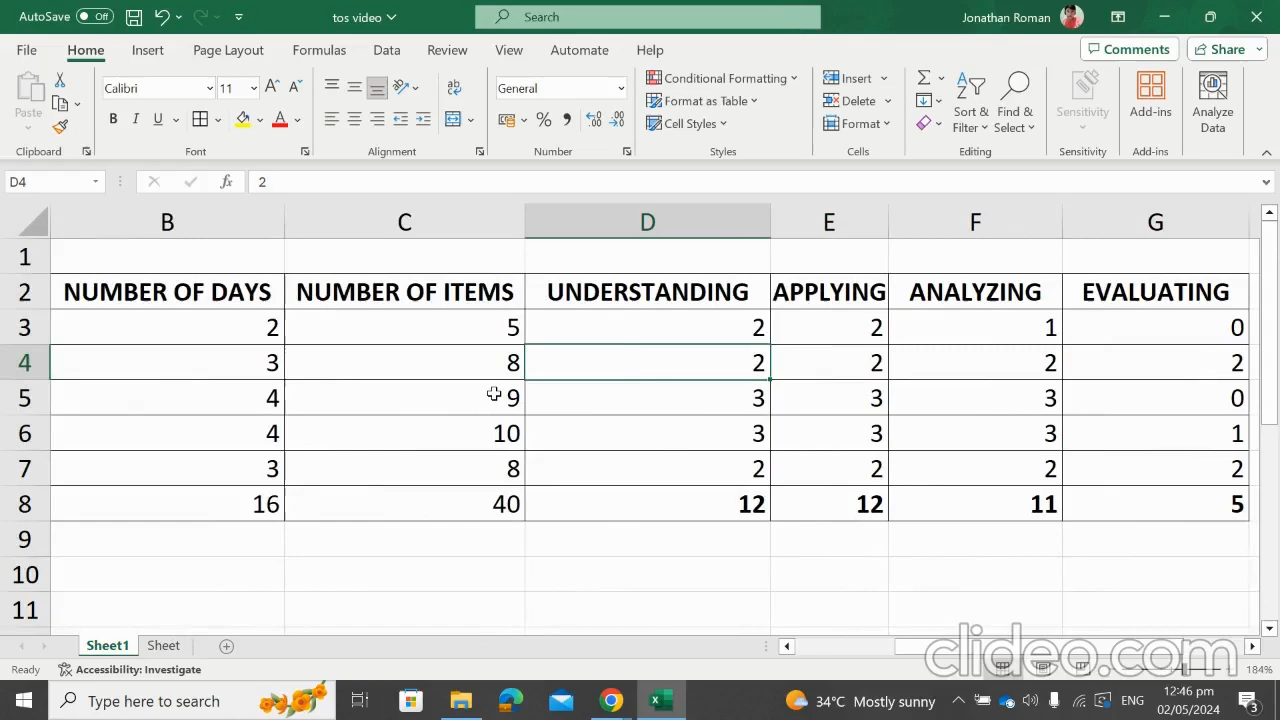 AutoSave Off tos video Search Jonathan Roman
File Home Insert Page Layout Formulas Data Review View Automate Help Comments Share
Paste Calibri 11 General Conditional Formatting Insert Sort & Find & Sensitivity Add-ins Analyze
B I U Format as Table Delete Filter Select Data
Cell Styles Format
Clipboard Font Alignment Number Styles Cells Editing Sensitivity Add-ins
D4 fx 2
B C D E F G
1
2 NUMBER OF DAYS NUMBER OF ITEMS UNDERSTANDING APPLYING ANALYZING EVALUATING
3 2 5 2 2 1 0
4 3 8 2 2 2 2
5 4 9 3 3 3 0
6 4 10 3 3 3 1
7 3 8 2 2 2 2
8 16 40 12 12 11 5
9
10
11
Sheet1 Sheet
clideo.com
Ready Accessibility: Investigate 184%
Type here to search 34°C Mostly sunny ENG 12:46 pm
02/05/2024 3